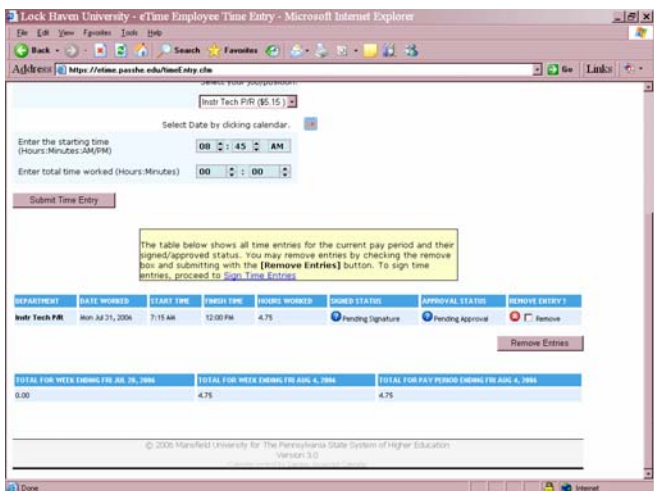 Lock Haven University - eTime Employee Time Entry - Microsoft Internet Explorer
File Edit View Favorites Tools Help
Back Search Favorites
Address https://etime.passhe.edu/timeEntry.cfm Go Links
Select your job/position:
Instr Tech P/R ($5.15 )
Select Date by clicking calendar.
Enter the starting time
(Hours:Minutes:AM/PM)
08 : 45 AM
Enter total time worked (Hours:Minutes) 00 : 00
Submit Time Entry
The table below shows all time entries for the current pay period and their
signed/approved status. You may remove entries by checking the remove
box and submitting with the [Remove Entries] button. To sign time
entries, proceed to Sign Time Entries
DEPARTMENT DATE WORKED START TIME FINISH TIME HOURS WORKED SIGNED STATUS APPROVAL STATUS REMOVE ENTRY ?
Instr Tech P/R Mon Jul 31, 2006 7:15 AM 12:00 PM 4.75 Pending Signature Pending Approval Remove
Remove Entries
TOTAL FOR WEEK ENDING FRI JUL 28, 2006 TOTAL FOR WEEK ENDING FRI AUG 4, 2006 TOTAL FOR PAY PERIOD ENDING FRI AUG 4, 2006
0.00 4.75 4.75
© 2006 Mansfield University for The Pennsylvania State System of Higher Education
Version 3.0
Done Internet